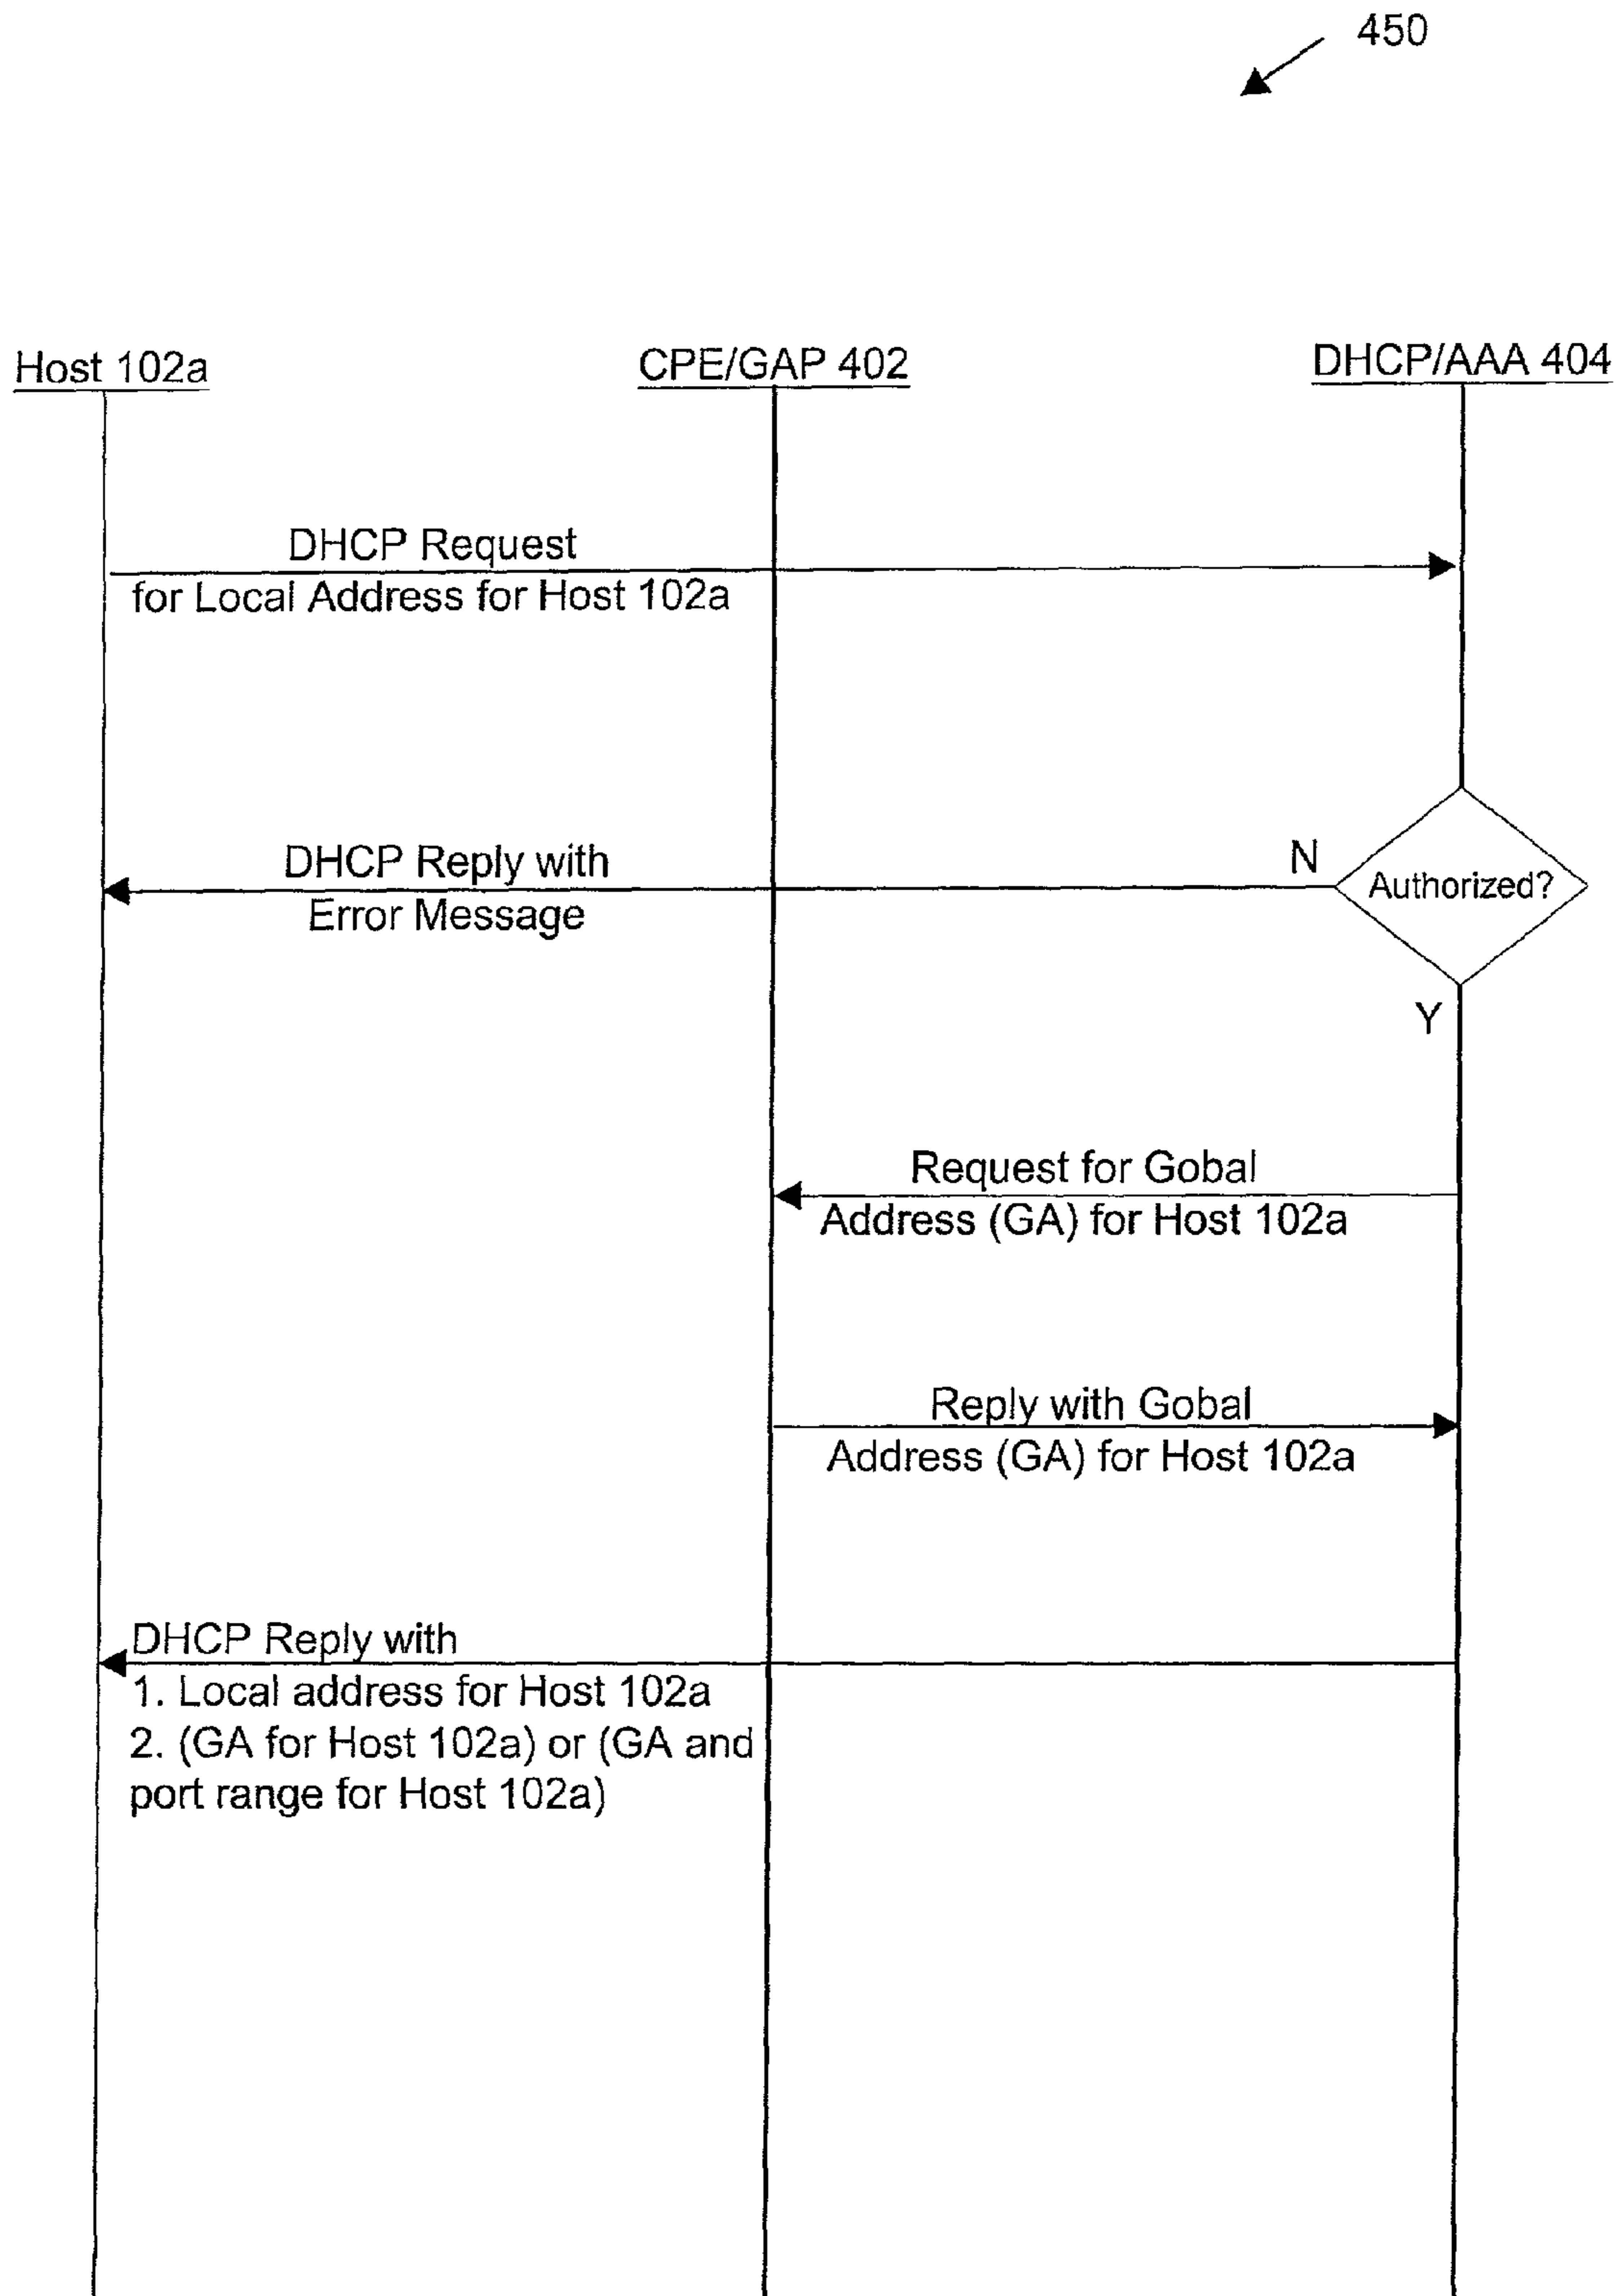 450
Host 102a
CPE/GAP 402
DHCP/AAA 404
DHCP Request
for Local Address for Host 102a
DHCP Reply with
Error Message
N
Authorized?
Y
Request for Gobal
Address (GA) for Host 102a
Reply with Gobal
Address (GA) for Host 102a
DHCP Reply with
1. Local address for Host 102a
2. (GA for Host 102a) or (GA and
port range for Host 102a)